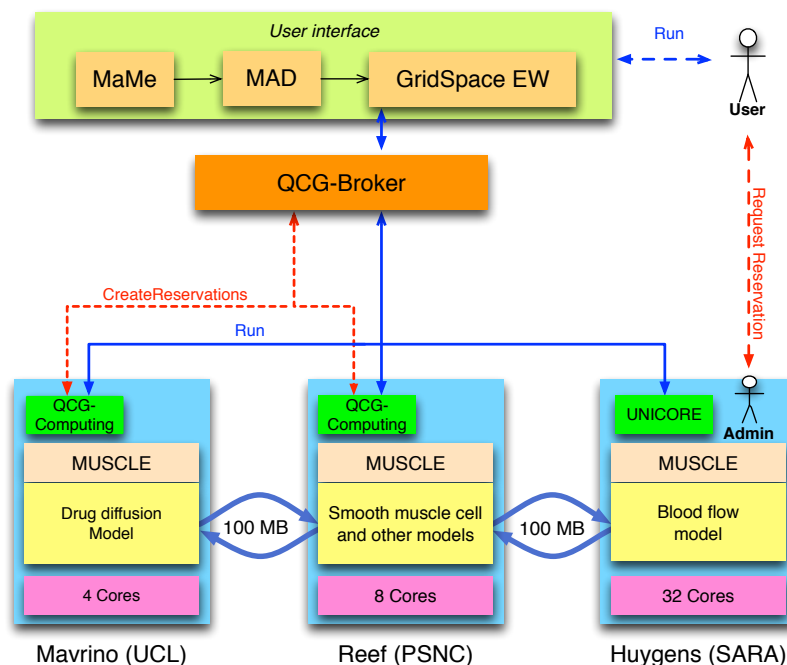 User interface
MaMe
MAD
GridSpace EW
Run
User
QCG-Broker
Request Reservation
CreateReservations
Run
QCG-
Computing
QCG-
Computing
UNICORE
Admin
MUSCLE
MUSCLE
MUSCLE
Drug diffusion
Model
100 MB
Smooth muscle cell
and other models
100 MB
Blood flow
model
4 Cores
8 Cores
32 Cores
Mavrino (UCL)
Reef (PSNC)
Huygens (SARA)